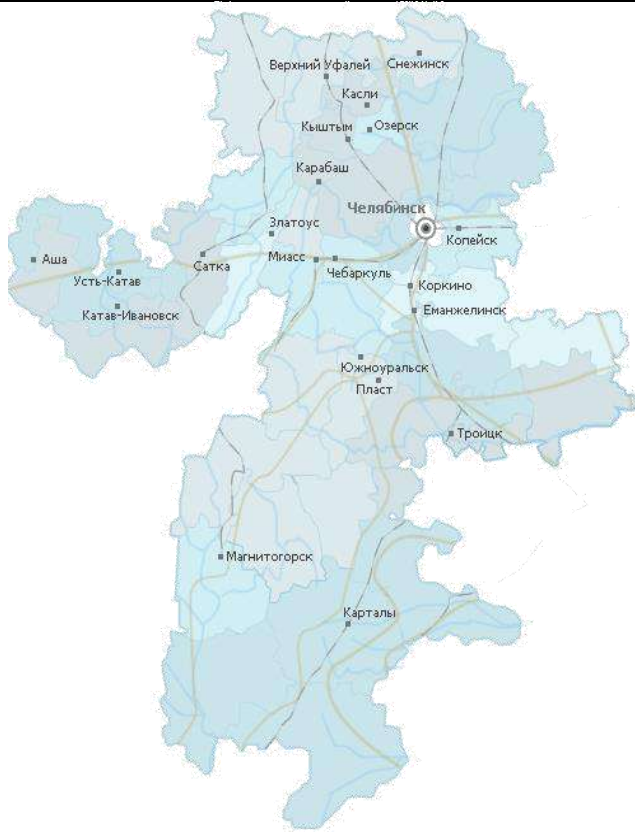 Снежинск
Верхний Уфалей
Касли
Озерск
Кыштым
Карабаш
Челябинск
Златоус
Копейск
Аша
Сатка
Миасс
Чебаркуль
Усть-Катав
Коркино
Катав-Ивановск
Еманжелинск
Южноуральск
Пласт
Троицк
Магнитогорск
Карталы